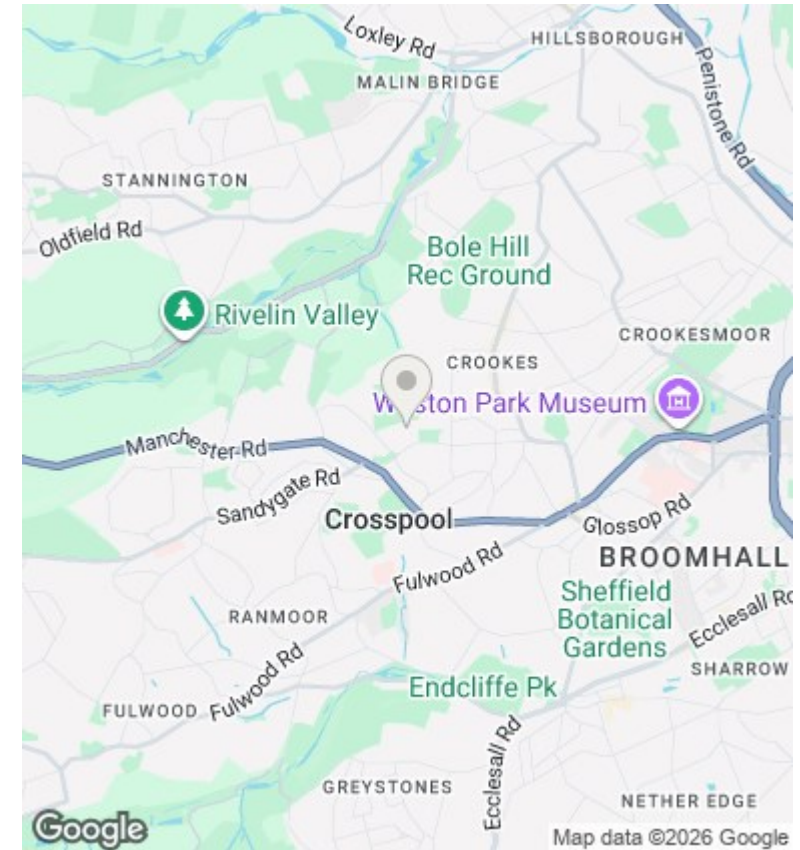 Loxley Rd
HILLSBOROUGH
MALIN BRIDGE
Penistone Rd
STANNINGTON
Oldfield Rd
Bole Hill
Rec Ground
Rivelin Valley
CROOKESMOOR
CROOKES
Weston Park Museum
Manchester Rd
Sandygate Rd
Crosspool
Glossop Rd
Fulwood Rd
BROOMHALL
Sheffield
Botanical
Gardens
Ecclesall Rd
RANMOOR
SHARROW
Fulwood Rd
Endcliffe Pk
FULWOOD
Ecclesall Rd
GREYSTONES
NETHER EDGE
Google
Map data ©2026 Google